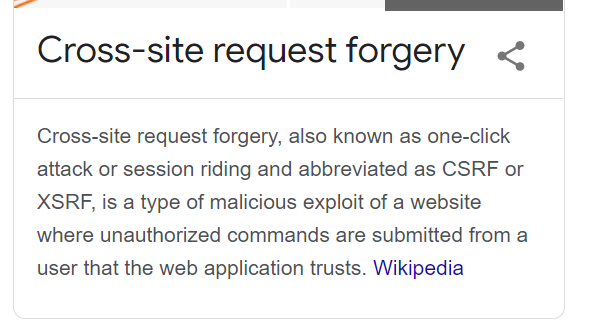 Cross-site request forgery
Cross-site request forgery, also known as one-click
attack or session riding and abbreviated as CSRF or
XSRF, is a type of malicious exploit of a website
where unauthorized commands are submitted from a
user that the web application trusts. Wikipedia